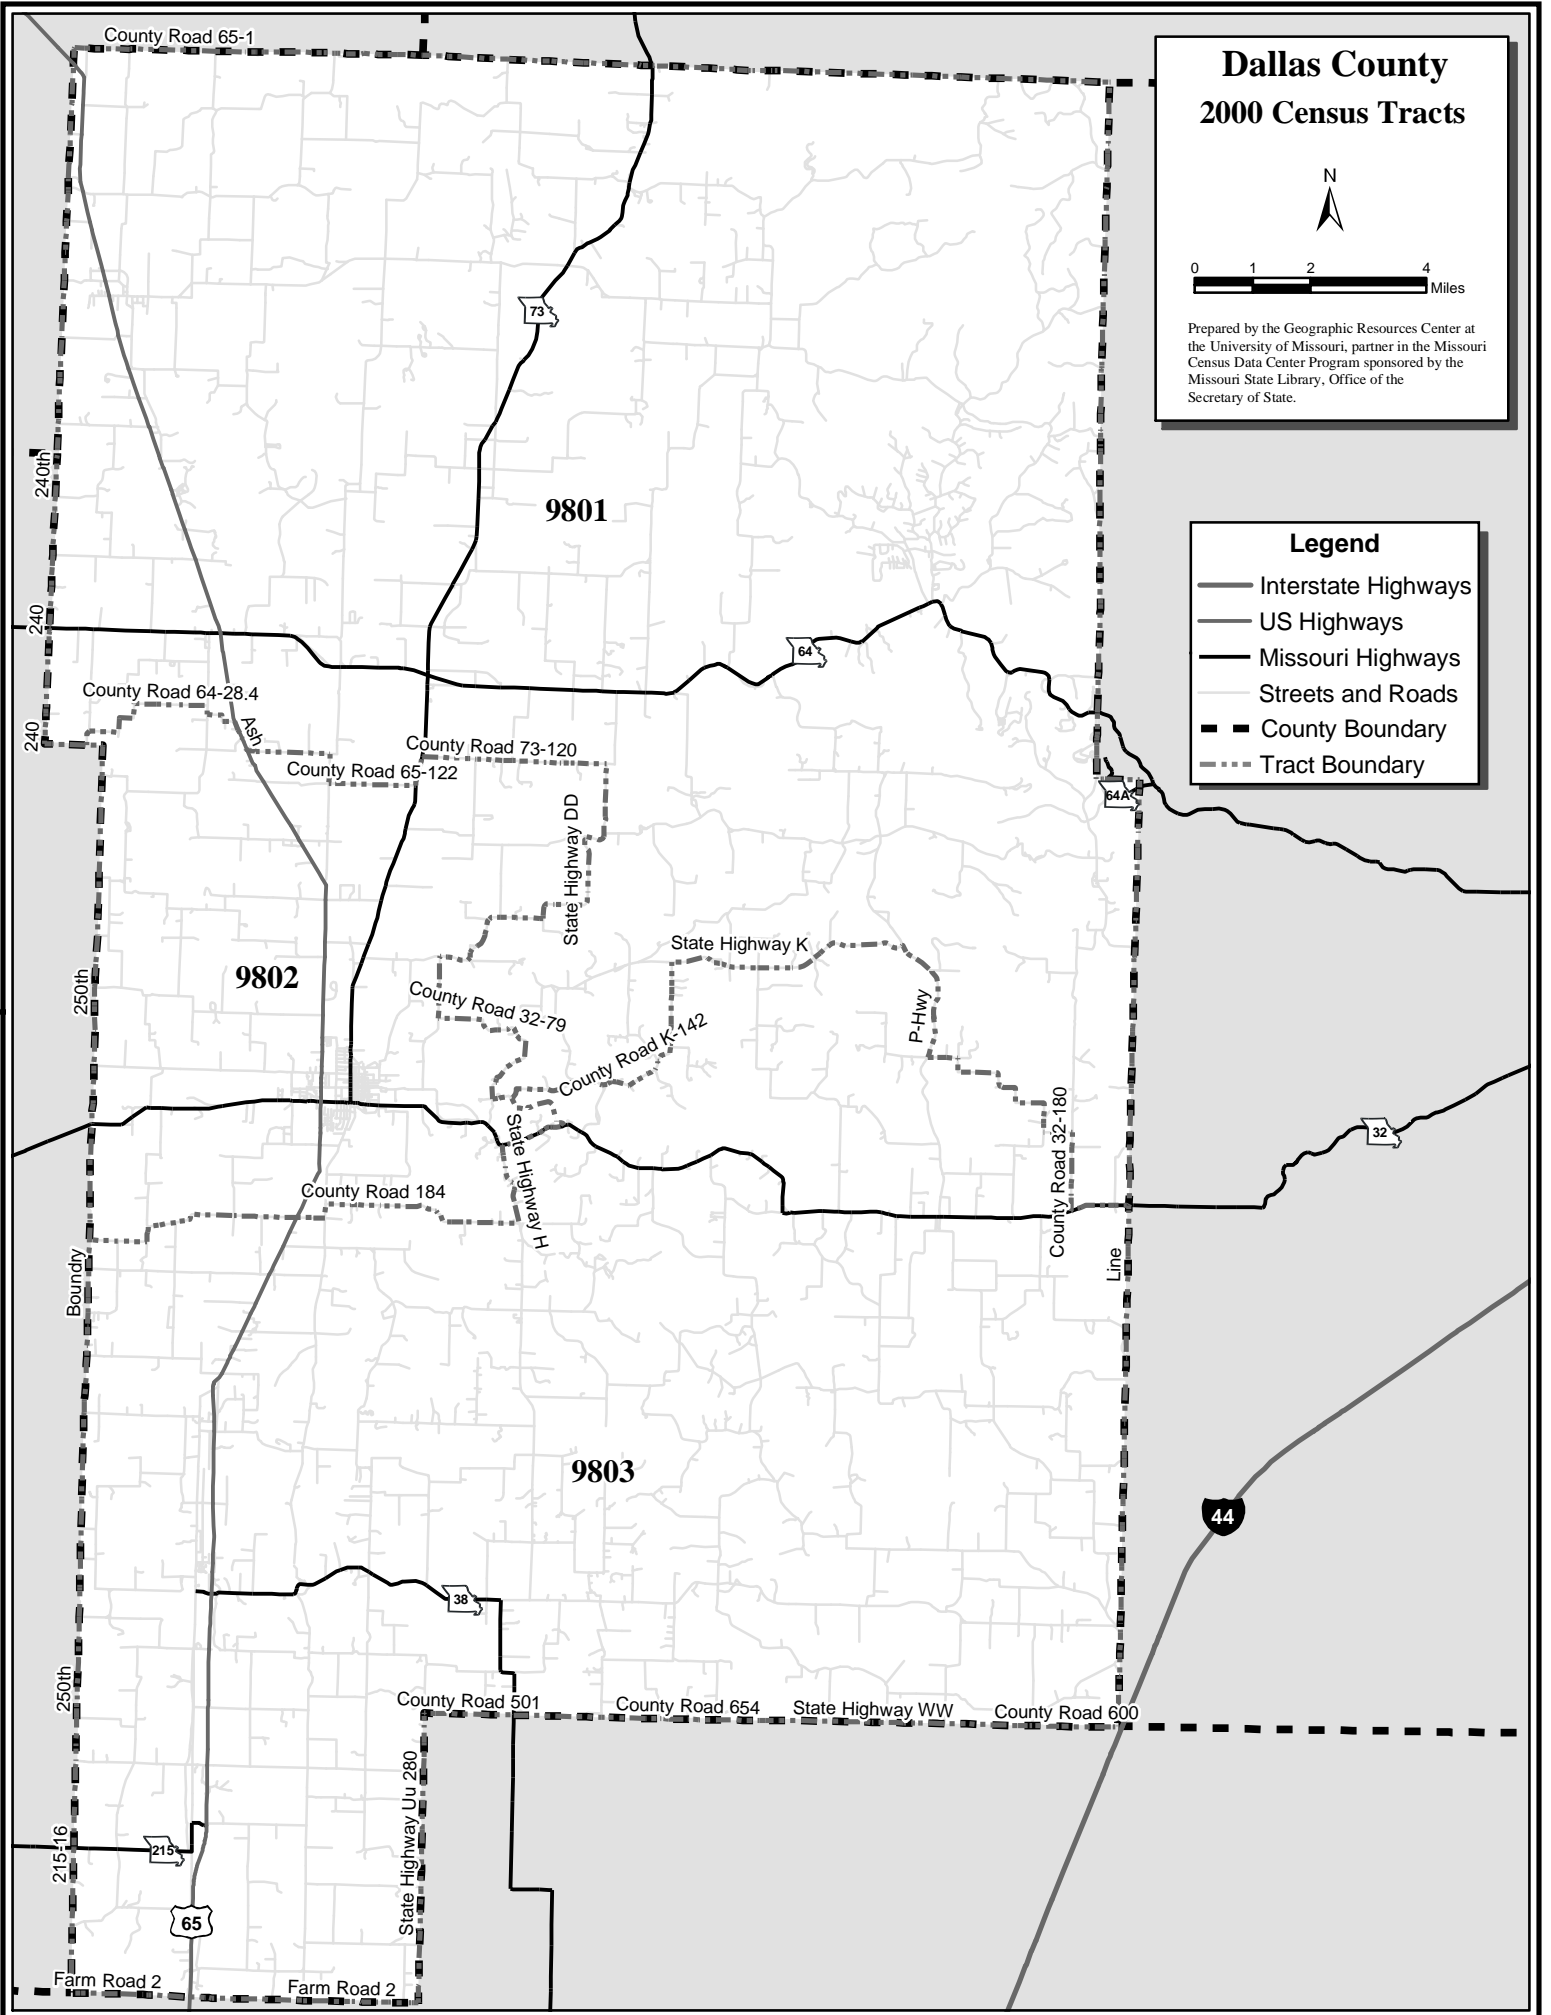 County Road 65-1
Dallas County
2000 Census Tracts
N
0 1 2 4
Miles
Prepared by the Geographic Resources Center at
the University of Missouri, partner in the Missouri
Census Data Center Program sponsored by the
Missouri State Library, Office of the
Secretary of State.
73
240th
9801
Legend
Interstate Highways
US Highways
Missouri Highways
Streets and Roads
County Boundary
Tract Boundary
240
64
County Road 64-28.4
240
Ash
County Road 73-120
County Road 65-122
64A
State Highway DD
State Highway K
9802
250th
County Road 32-79
P-Hwy
County Road K-142
32
State Highway H
County Road 32-180
County Road 184
Boundry
Line
9803
44
38
250th
County Road 501
County Road 654
State Highway WW
County Road 600
State Highway Uu 280
215-16
215
65
Farm Road 2
Farm Road 2